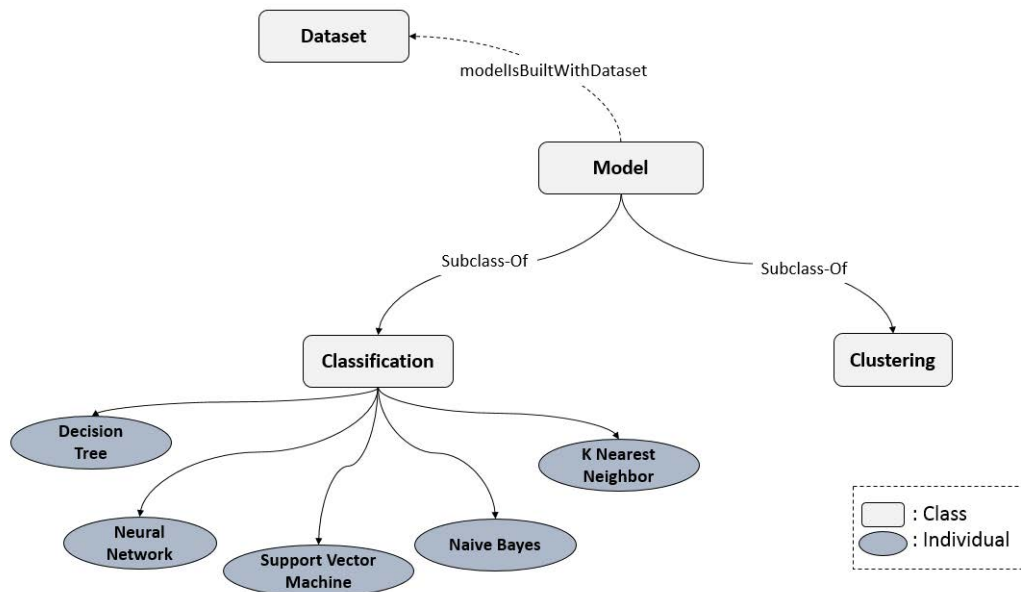 Dataset
modelIsBuiltWithDataset
Model
Subclass-Of
Subclass-Of
Classification
Clustering
Decision
Tree
K Nearest
Neighbor
Neural
Network
Support Vector
Machine
Naive Bayes
: Class
: Individual